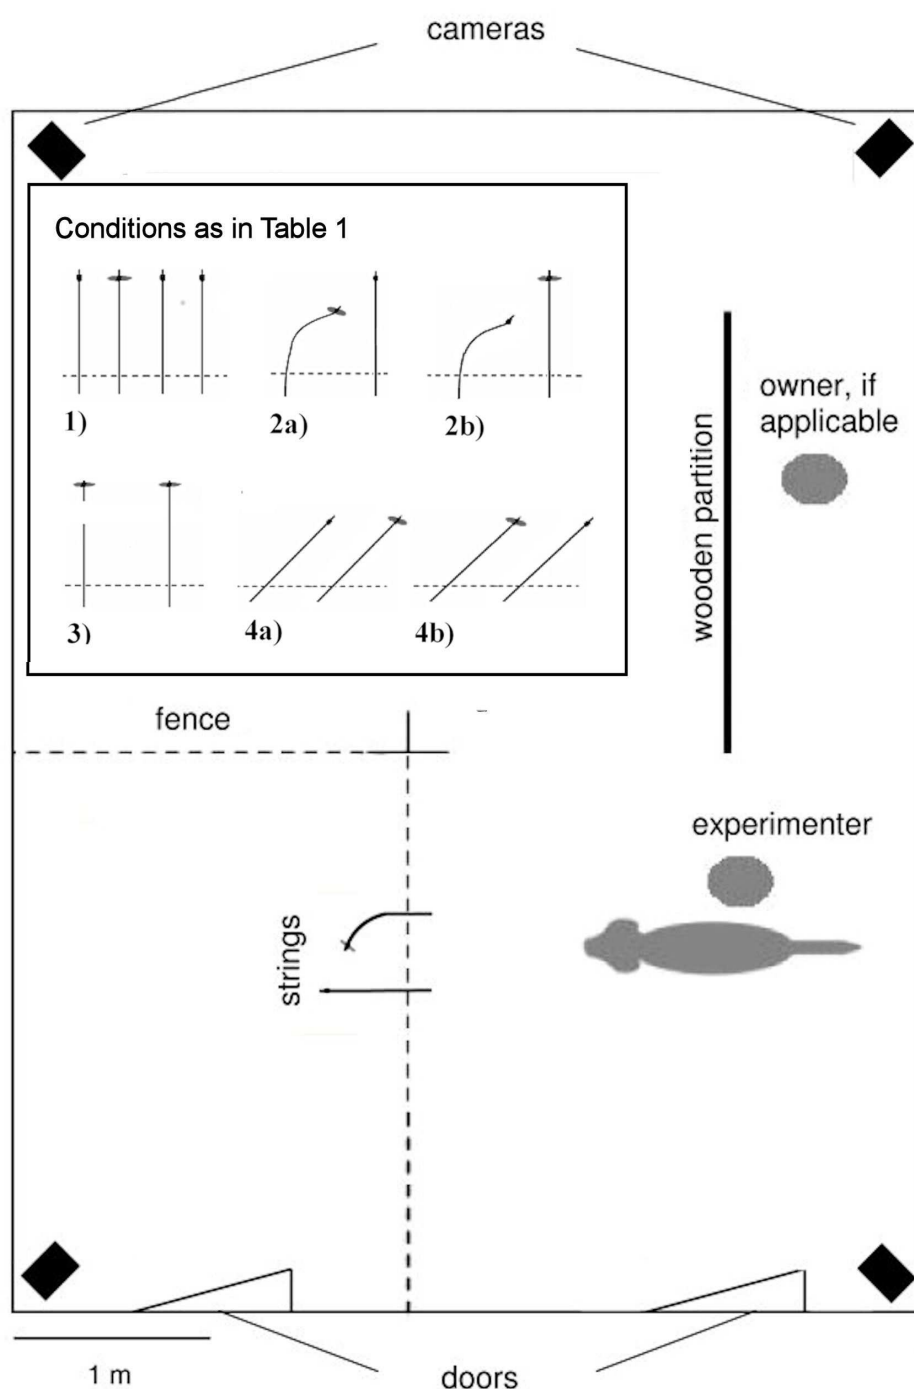 cameras
Conditions as in Table 1
1)
2a)
2b)
owner, if
applicable
wooden partition
3)
4a)
4b)
fence
experimenter
strings
1 m
doors